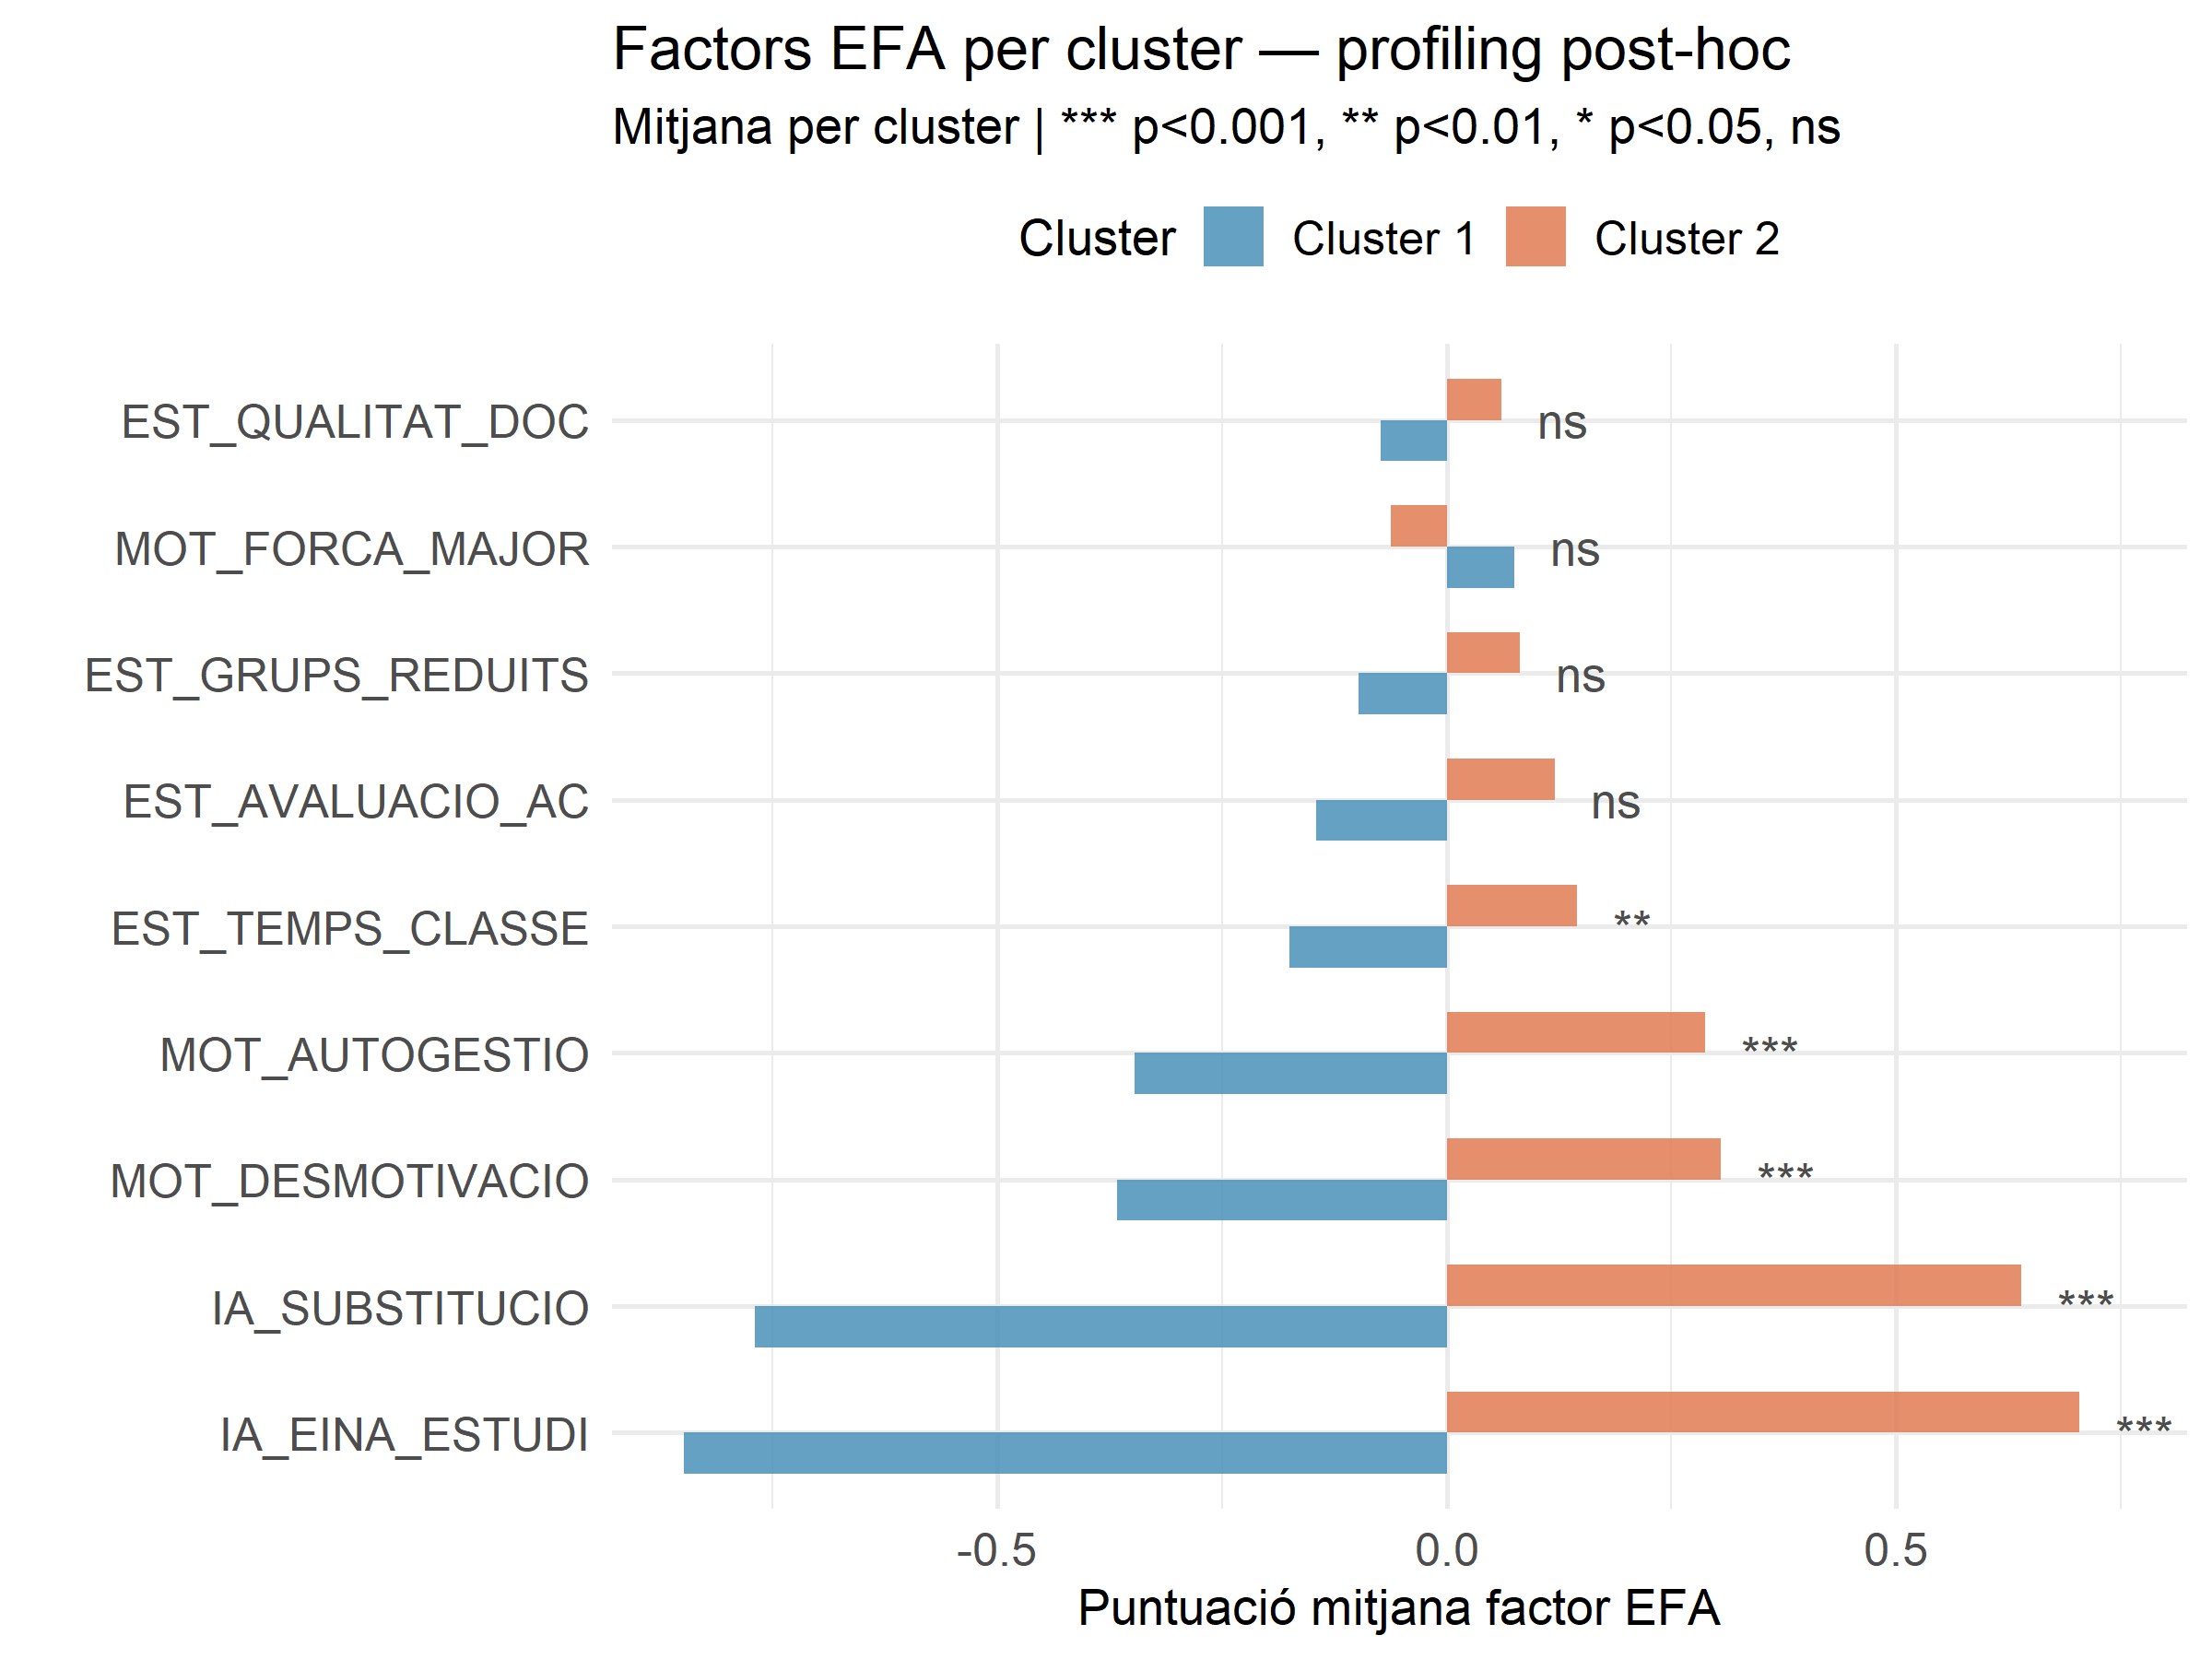 Factors EFA per cluster — profiling post-hoc
Mitjana per cluster | *** p<0.001, ** p<0.01, * p<0.05, ns
Cluster Cluster 1 Cluster 2
EST_QUALITAT_DOC ns
MOT_FORCA_MAJOR ns
EST_GRUPS_REDUITS ns
EST_AVALUACIO_AC ns
EST_TEMPS_CLASSE **
MOT_AUTOGESTIO ***
MOT_DESMOTIVACIO ***
IA_SUBSTITUCIO ***
IA_EINA_ESTUDI ***
-0.5 0.0 0.5
Puntuació mitjana factor EFA